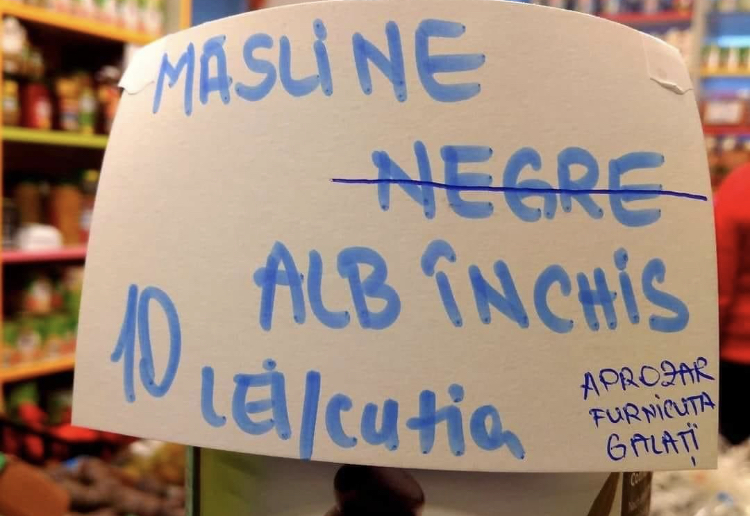 MASLINE
NEGRE
ALB ÎNCHIS
10 LEI/cutia
APROZAR
FURNICUTA
GALAȚI